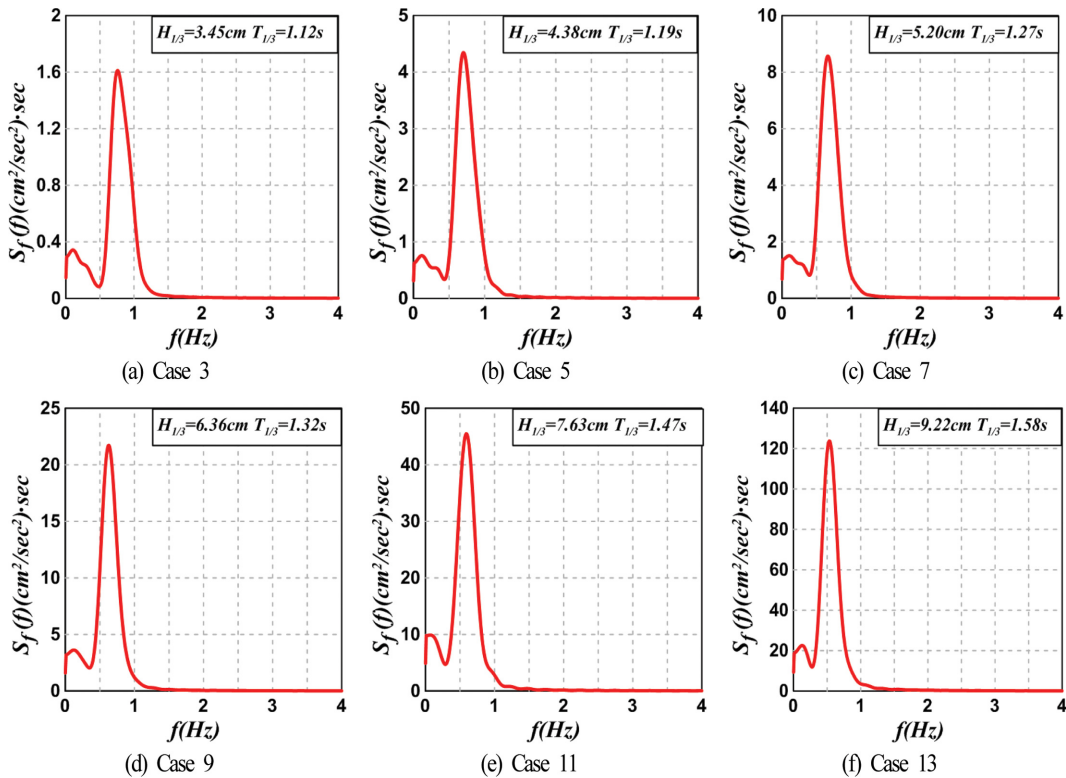 H1/3=3.45cm T1/3=1.12s
Sf(f)(cm²/sec²)·sec
2
1.6
1.2
0.8
0.4
0
0 1 2 3 4
f(Hz)
(a) Case 3
H1/3=4.38cm T1/3=1.19s
Sf(f)(cm²/sec²)·sec
5
4
3
2
1
0
0 1 2 3 4
f(Hz)
(b) Case 5
H1/3=5.20cm T1/3=1.27s
Sf(f)(cm²/sec²)·sec
10
8
6
4
2
0
0 1 2 3 4
f(Hz)
(c) Case 7
H1/3=6.36cm T1/3=1.32s
Sf(f)(cm²/sec²)·sec
25
20
15
10
5
0
0 1 2 3 4
f(Hz)
(d) Case 9
H1/3=7.63cm T1/3=1.47s
Sf(f)(cm²/sec²)·sec
50
40
30
20
10
0
0 1 2 3 4
f(Hz)
(e) Case 11
H1/3=9.22cm T1/3=1.58s
Sf(f)(cm²/sec²)·sec
140
120
100
80
60
40
20
0
0 1 2 3 4
f(Hz)
(f) Case 13